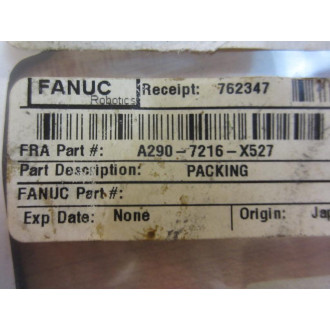 FANUC Receipt: 762347
Robotics
FRA Part #: A290-7216-X527
Part Description: PACKING
FANUC Part#:
Exp Date: None Origin: